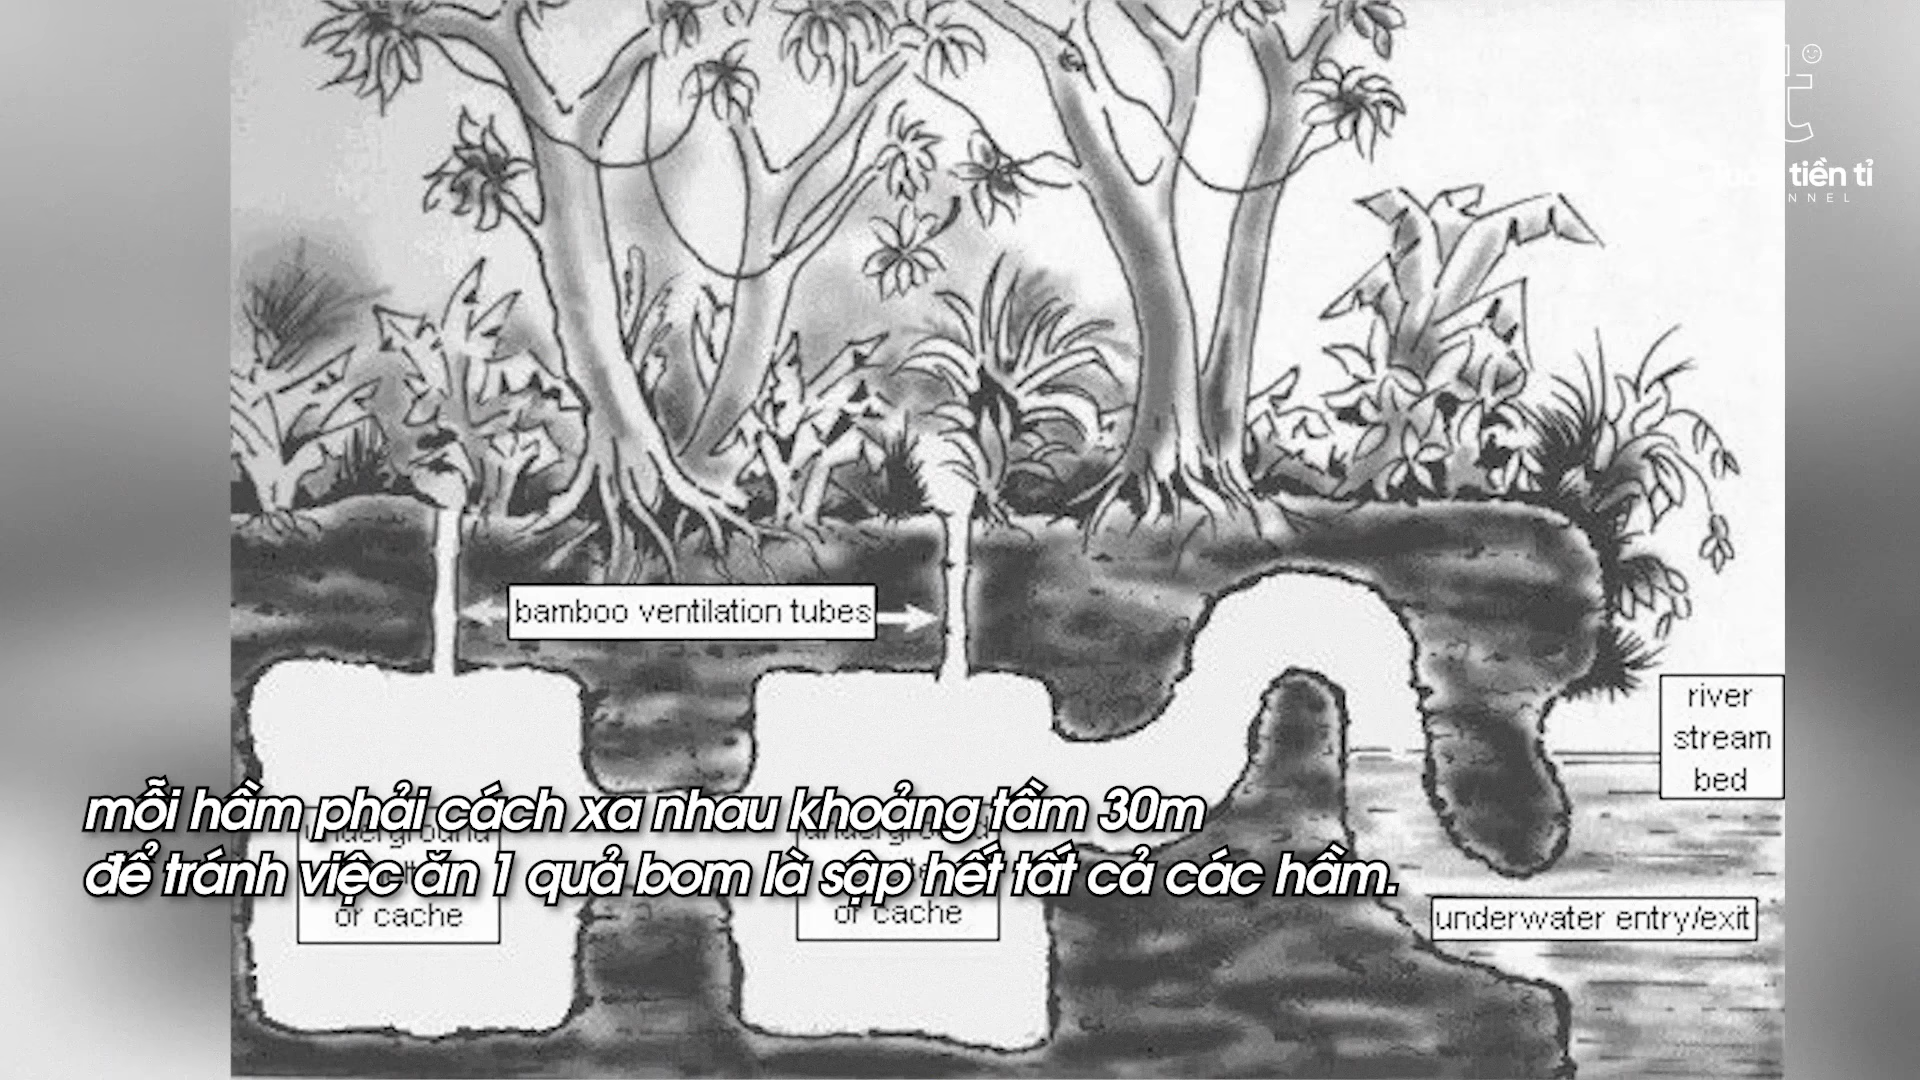 tiền tỉ
bamboo ventilation tubes
river
stream
bed
mỗi hầm phải cách xa nhau khoảng tầm 30m
để tránh việc ăn 1 quả bom là sập hết tất cả các hầm.
underground
or cache
or cache
underwater entry/exit